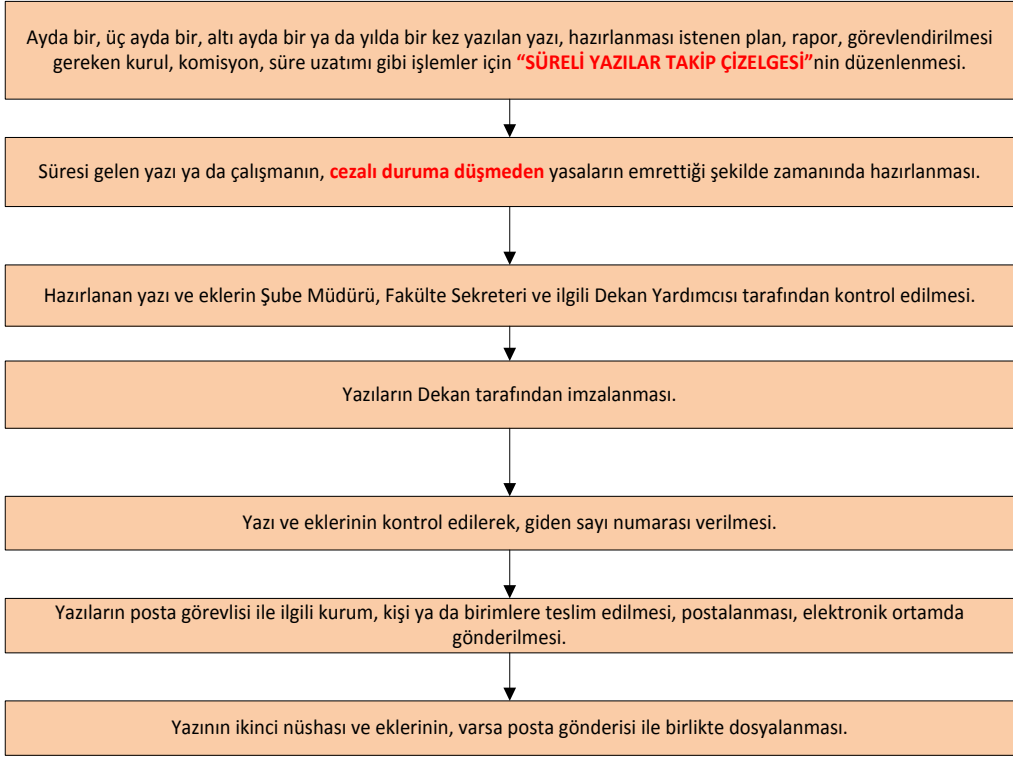 Ayda bir, üç ayda bir, altı ayda bir ya da yılda bir kez yazılan yazı, hazırlanması istenen plan, rapor, görevlendirilmesi
gereken kurul, komisyon, süre uzatımı gibi işlemler için “SÜRELİ YAZILAR TAKİP ÇİZELGESİ”nin düzenlenmesi.
Süresi gelen yazı ya da çalışmanın, cezalı duruma düşmeden yasaların emrettiği şekilde zamanında hazırlanması.
Hazırlanan yazı ve eklerin Şube Müdürü, Fakülte Sekreteri ve ilgili Dekan Yardımcısı tarafından kontrol edilmesi.
Yazıların Dekan tarafından imzalanması.
Yazı ve eklerinin kontrol edilerek, giden sayı numarası verilmesi.
Yazıların posta görevlisi ile ilgili kurum, kişi ya da birimlere teslim edilmesi, postalanması, elektronik ortamda
gönderilmesi.
Yazının ikinci nüshası ve eklerinin, varsa posta gönderisi ile birlikte dosyalanması.